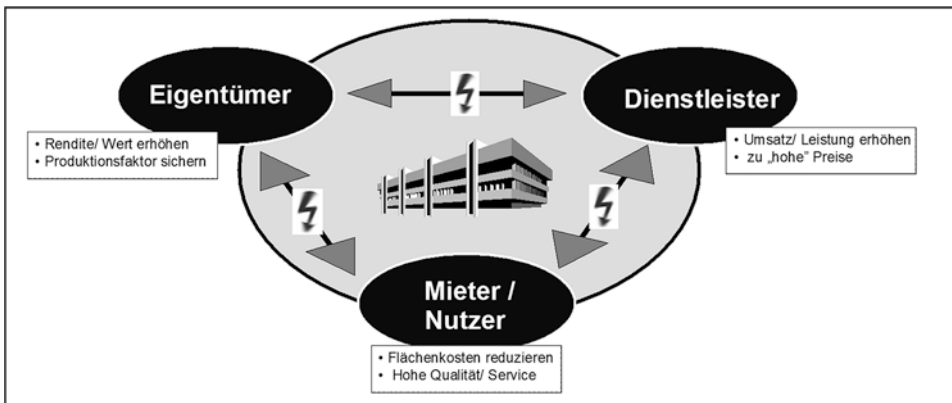 Eigentümer
• Rendite/ Wert erhöhen
• Produktionsfaktor sichern
Dienstleister
• Umsatz/ Leistung erhöhen
• zu „hohe" Preise
Mieter /
Nutzer
• Flächenkosten reduzieren
• Hohe Qualität/ Service